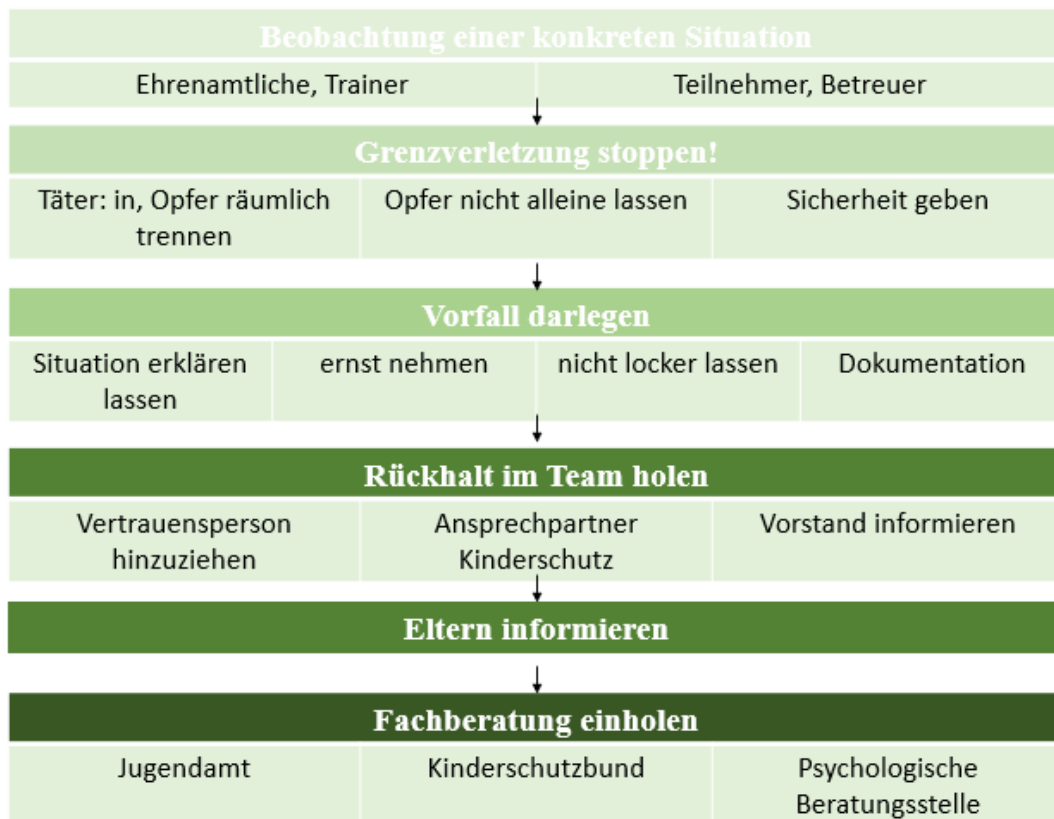 Beobachtung einer konkreten Situation
Ehrenamtliche, Trainer
Teilnehmer, Betreuer
Grenzverletzung stoppen!
Täter: in, Opfer räumlich
trennen
Opfer nicht alleine lassen
Sicherheit geben
Vorfall darlegen
Situation erklären
lassen
ernst nehmen
nicht locker lassen
Dokumentation
Rückhalt im Team holen
Vertrauensperson
hinzuziehen
Ansprechpartner
Kinderschutz
Vorstand informieren
Eltern informieren
Fachberatung einholen
Jugendamt
Kinderschutzbund
Psychologische
Beratungsstelle